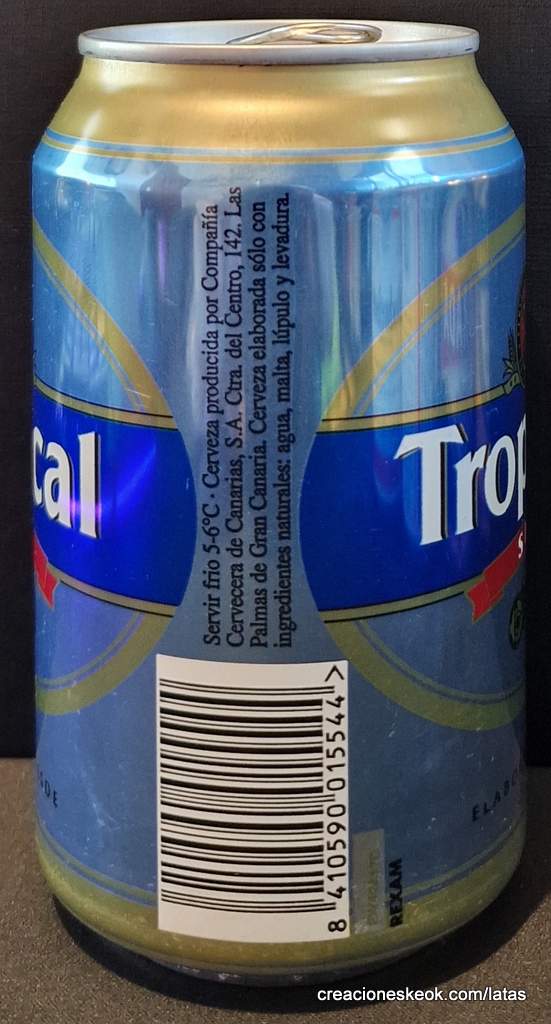 Servir frío 5-6°C · Cerveza producida por Compañía
Cervecera de Canarias, S.A. Ctra. del Centro, 142. Las
Palmas de Gran Canaria. Cerveza elaborada sólo con
ingredientes naturales: agua, malta, lúpulo y levadura.
cal
Trop
S
SDE
ELABO
8 410590 015544 >
REXAM
creacioneskeok.com/latas